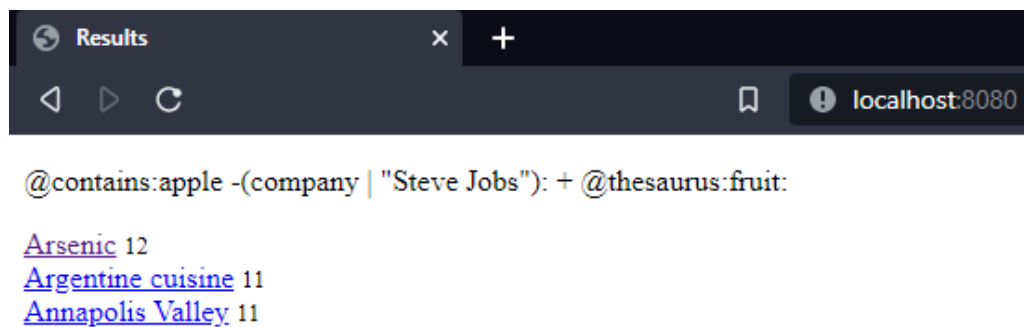 Results
localhost:8080
@contains:apple -(company | "Steve Jobs"): + @thesaurus:fruit:
Arsenic 12
Argentine cuisine 11
Annapolis Valley 11